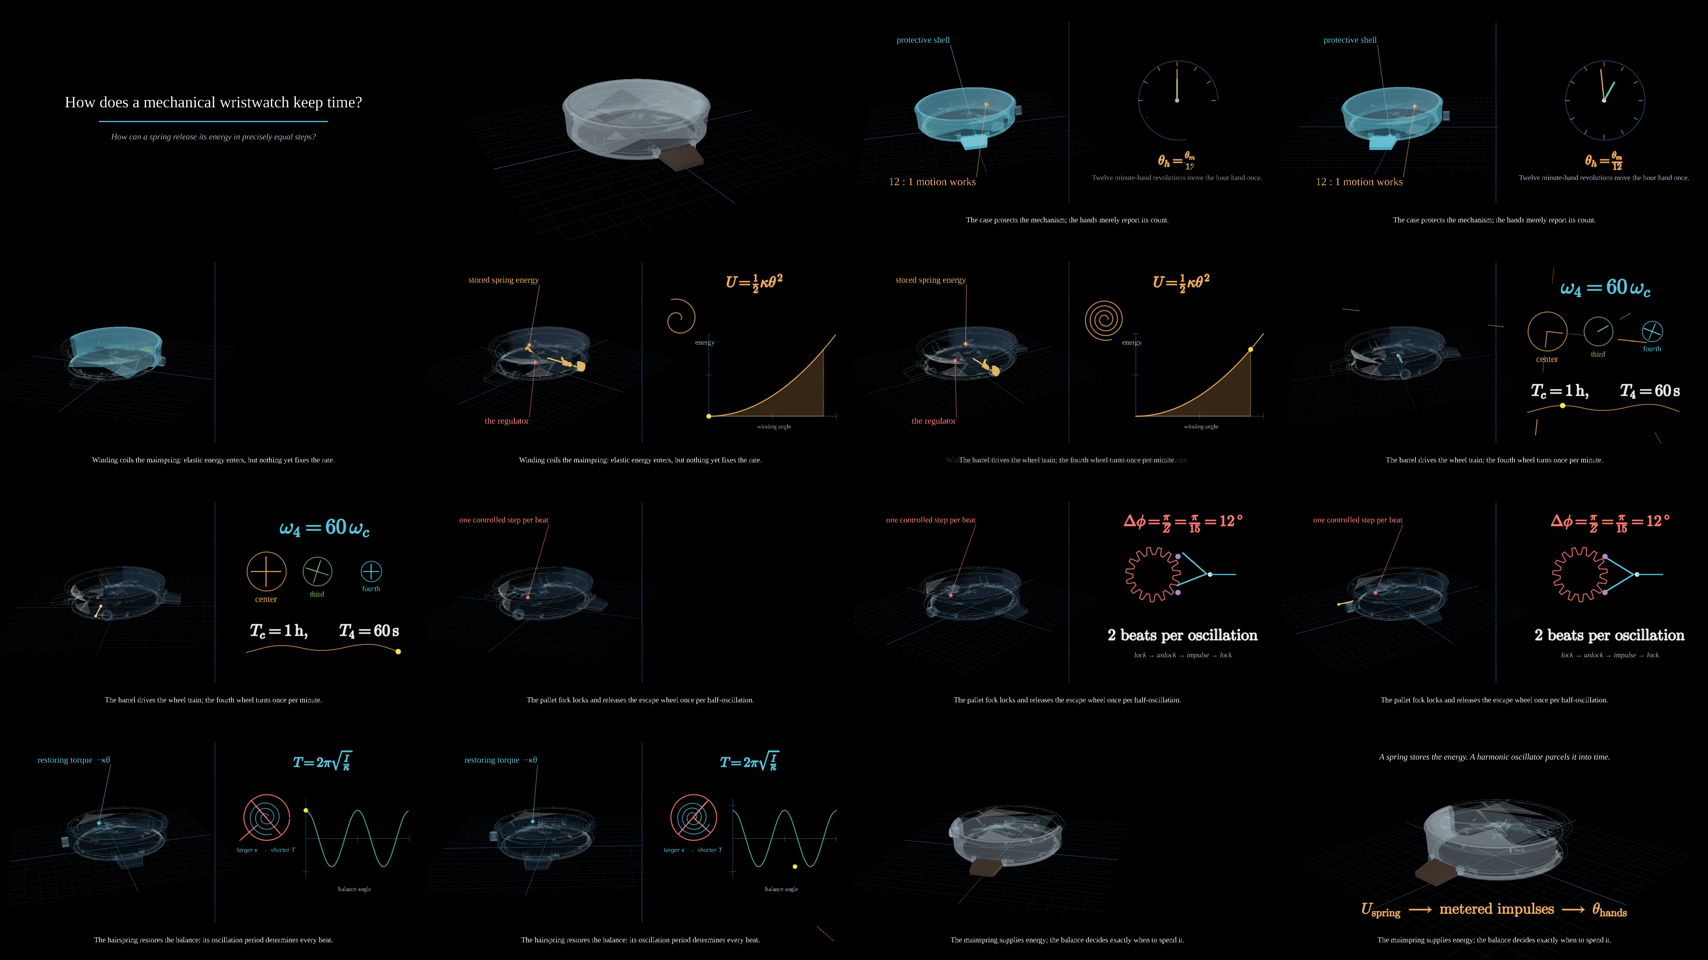 How does a mechanical wristwatch keep time?
How can a spring release its energy in precisely equal steps?
protective shell
12 : 1 motion works
θₕ = θₘ/12
Twelve minute-hand revolutions move the hour hand once.
The case protects the mechanism; the hands merely report its count.
protective shell
12 : 1 motion works
θₕ = θₘ/12
Twelve minute-hand revolutions move the hour hand once.
The case protects the mechanism; the hands merely report its count.
Winding coils the mainspring: elastic energy enters, but nothing yet fixes the rate.
stored spring energy
the regulator
U = ½κθ²
energy
winding angle
Winding coils the mainspring: elastic energy enters, but nothing yet fixes the rate.
stored spring energy
the regulator
U = ½κθ²
energy
winding angle
The barrel drives the wheel train; the fourth wheel turns once per minute.
ω₄ = 60 ω_c
center
third
fourth
T_c = 1 h, T₄ = 60 s
The barrel drives the wheel train; the fourth wheel turns once per minute.
ω₄ = 60 ω_c
center
third
fourth
T_c = 1 h, T₄ = 60 s
The barrel drives the wheel train; the fourth wheel turns once per minute.
one controlled step per beat
The pallet fork locks and releases the escape wheel once per half-oscillation.
one controlled step per beat
Δϕ = π/Z = π/15 = 12°
2 beats per oscillation
lock → unlock → impulse → lock
The pallet fork locks and releases the escape wheel once per half-oscillation.
one controlled step per beat
Δϕ = π/Z = π/15 = 12°
2 beats per oscillation
lock → unlock → impulse → lock
The pallet fork locks and releases the escape wheel once per half-oscillation.
restoring torque −κθ
T = 2π√(I/κ)
larger κ → shorter T
balance angle
The hairspring restores the balance: its oscillation period determines every beat.
restoring torque −κθ
T = 2π√(I/κ)
larger κ → shorter T
balance angle
The hairspring restores the balance: its oscillation period determines every beat.
The mainspring supplies energy; the balance decides exactly when to spend it.
A spring stores the energy. A harmonic oscillator parcels it into time.
U_spring → metered impulses → θ_hands
The mainspring supplies energy; the balance decides exactly when to spend it.